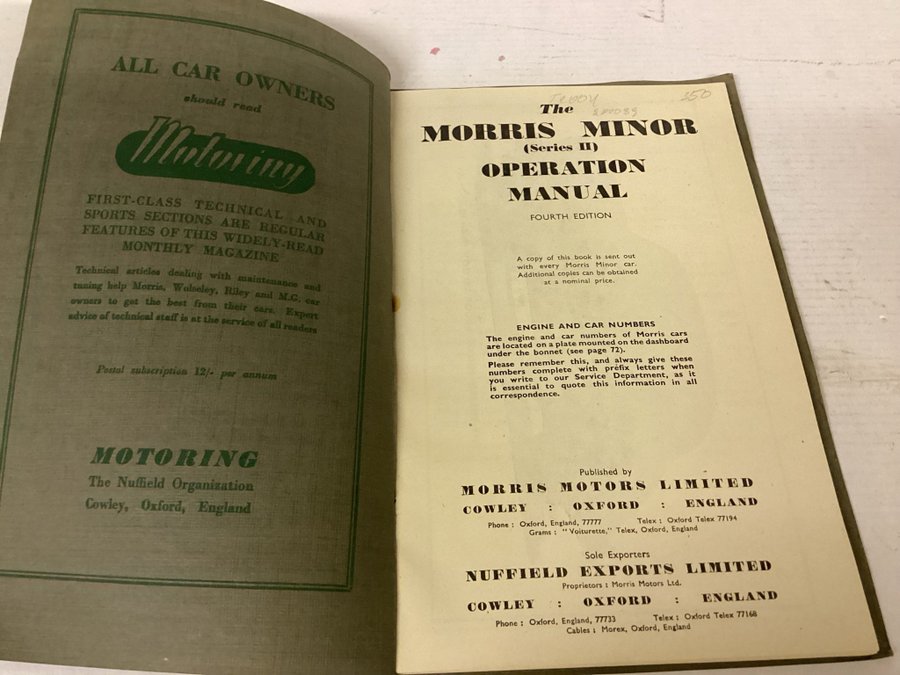 ALL CAR OWNERS
should read
Motoring
FIRST-CLASS TECHNICAL AND
SPORTS SECTIONS ARE REGULAR
FEATURES OF THIS WIDELY-READ
MONTHLY MAGAZINE
Technical articles dealing with maintenance and
tuning help Morris, Wolseley, Riley and M.G. car
owners to get the best from their cars. Expert
advice of technical staff is at the service of all readers
Postal subscription 12/- per annum
MOTORING
The Nuffield Organization
Cowley, Oxford, England
350
The
MORRIS MINOR
(Series II)
OPERATION
MANUAL
FOURTH EDITION
A copy of this book is sent out
with every Morris Minor car.
Additional copies can be obtained
at a nominal price.
ENGINE AND CAR NUMBERS
The engine and car numbers of Morris cars
are located on a plate mounted on the dashboard
under the bonnet (see page 72).
Please remember this, and always give these
numbers complete with prefix letters when
you write to our Service Department, as it
is essential to quote this information in all
correspondence.
Published by
MORRIS MOTORS LIMITED
COWLEY : OXFORD : ENGLAND
Phone : Oxford, England, 77777 Telex : Oxford Telex 77194
Grams : "Voiturette," Telex, Oxford, England
Sole Exporters
NUFFIELD EXPORTS LIMITED
Proprietors : Morris Motors Ltd.
COWLEY : OXFORD : ENGLAND
Phone : Oxford, England, 77733 Telex : Oxford Telex 77168
Cables : Morex, Oxford, England